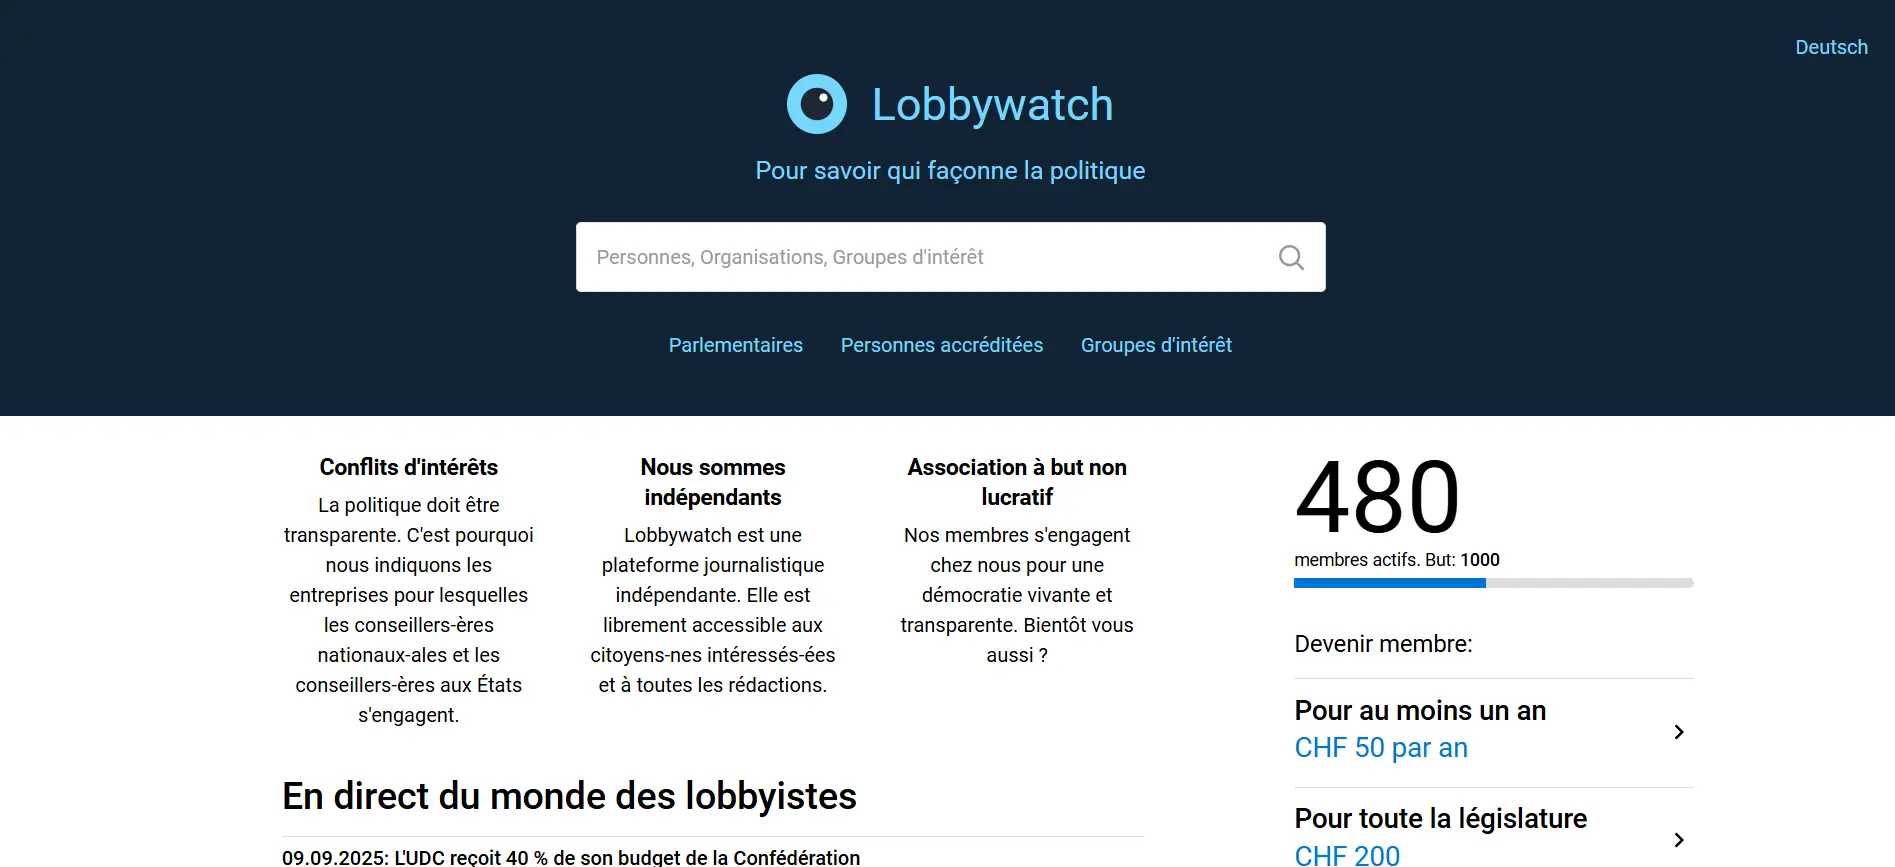 Deutsch
Lobbywatch
Pour savoir qui façonne la politique
Personnes, Organisations, Groupes d'intérêt
Parlementaires Personnes accréditées Groupes d'intérêt
Conflits d'intérêts
La politique doit être
transparente. C'est pourquoi
nous indiquons les
entreprises pour lesquelles
les conseillers-ères
nationaux-ales et les
conseillers-ères aux États
s'engagent.
Nous sommes
indépendants
Lobbywatch est une
plateforme journalistique
indépendante. Elle est
librement accessible aux
citoyens-nes intéressés-ées
et à toutes les rédactions.
Association à but non
lucratif
Nos membres s'engagent
chez nous pour une
démocratie vivante et
transparente. Bientôt vous
aussi ?
En direct du monde des lobbyistes
09.09.2025: L'UDC reçoit 40 % de son budget de la Confédération
480
membres actifs. But: 1000
Devenir membre:
Pour au moins un an
CHF 50 par an
Pour toute la législature
CHF 200